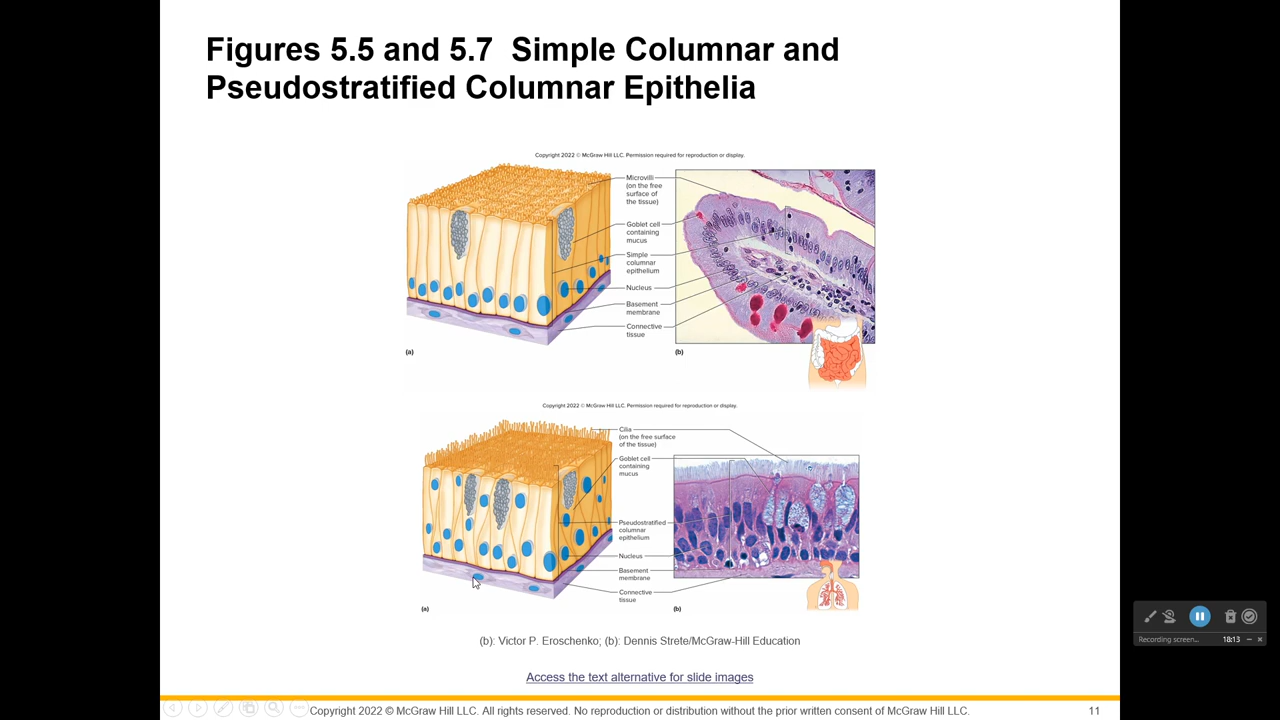 Figures 5.5 and 5.7 Simple Columnar and
Pseudostratified Columnar Epithelia
Copyright 2022 © McGraw Hill LLC. Permission required for reproduction or display.
Microvilli
(on the free
surface of
the tissue)
Goblet cell
containing
mucus
Simple
columnar
epithelium
Nucleus
Basement
membrane
Connective
tissue
(a)
(b)
Copyright 2022 © McGraw Hill LLC. Permission required for reproduction or display.
Cilia
(on the free surface
of the tissue)
Goblet cell
containing
mucus
Pseudostratified
columnar
epithelium
Nucleus
Basement
membrane
Connective
tissue
(a)
(b)
(b): Victor P. Eroschenko; (b): Dennis Strete/McGraw-Hill Education
Access the text alternative for slide images
Copyright 2022 © McGraw Hill LLC. All rights reserved. No reproduction or distribution without the prior written consent of McGraw Hill LLC.
11
Recording screen... 18:13